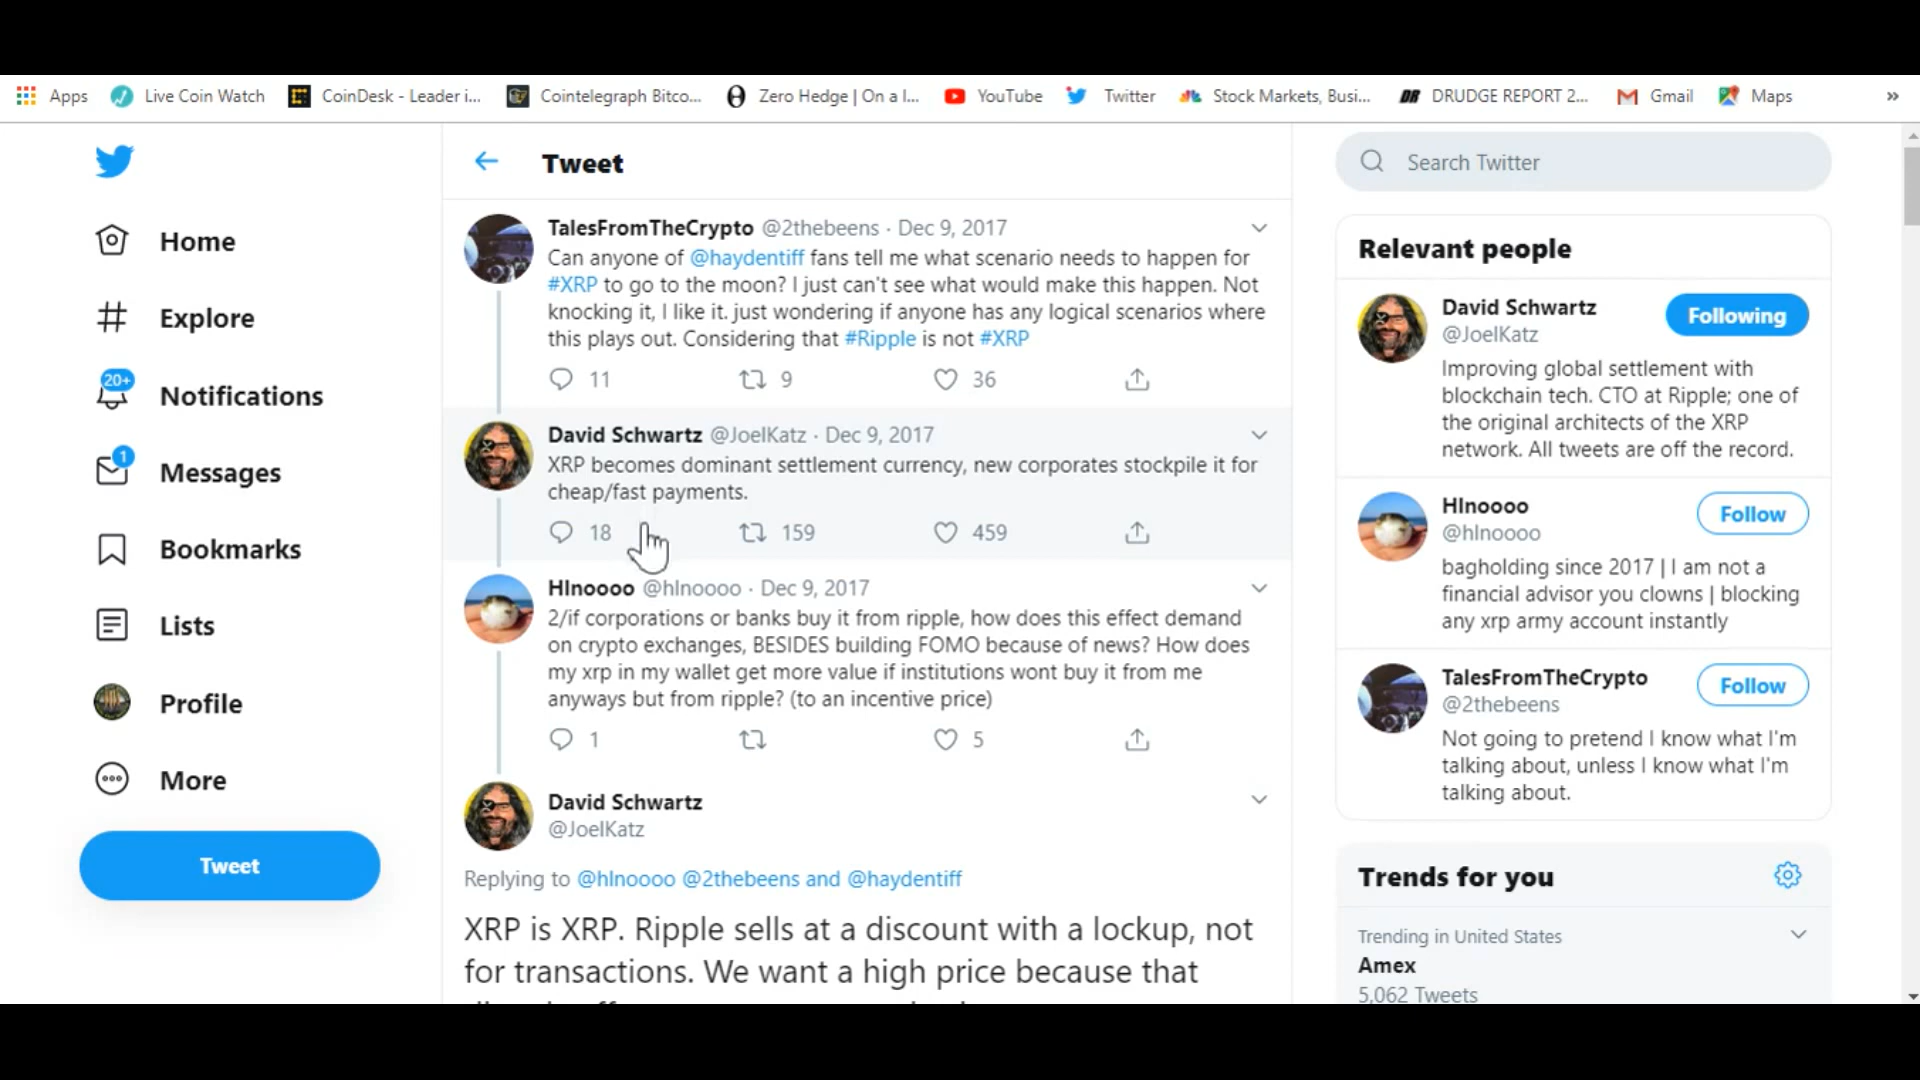 Apps
Live Coin Watch
CoinDesk - Leader i...
Cointelegraph Bitco...
Zero Hedge | On a l...
YouTube
Twitter
Stock Markets, Busi...
DRUDGE REPORT 2...
Gmail
Maps
»
Home
Explore
20+
Notifications
1
Messages
Bookmarks
Lists
Profile
More
Tweet
Tweet
TalesFromTheCrypto @2thebeens · Dec 9, 2017
Can anyone of @haydentiff fans tell me what scenario needs to happen for
#XRP to go to the moon? I just can't see what would make this happen. Not
knocking it, I like it. just wondering if anyone has any logical scenarios where
this plays out. Considering that #Ripple is not #XRP
11 9 36
David Schwartz @JoelKatz · Dec 9, 2017
XRP becomes dominant settlement currency, new corporates stockpile it for
cheap/fast payments.
18 159 459
Hlnoooo @hlnoooo · Dec 9, 2017
2/if corporations or banks buy it from ripple, how does this effect demand
on crypto exchanges, BESIDES building FOMO because of news? How does
my xrp in my wallet get more value if institutions wont buy it from me
anyways but from ripple? (to an incentive price)
1 5
David Schwartz
@JoelKatz
Replying to @hlnoooo @2thebeens and @haydentiff
XRP is XRP. Ripple sells at a discount with a lockup, not
for transactions. We want a high price because that
Search Twitter
Relevant people
David Schwartz
@JoelKatz
Following
Improving global settlement with
blockchain tech. CTO at Ripple; one of
the original architects of the XRP
network. All tweets are off the record.
Hlnoooo
@hlnoooo
Follow
bagholding since 2017 | I am not a
financial advisor you clowns | blocking
any xrp army account instantly
TalesFromTheCrypto
@2thebeens
Follow
Not going to pretend I know what I'm
talking about, unless I know what I'm
talking about.
Trends for you
Trending in United States
Amex
5,062 Tweets